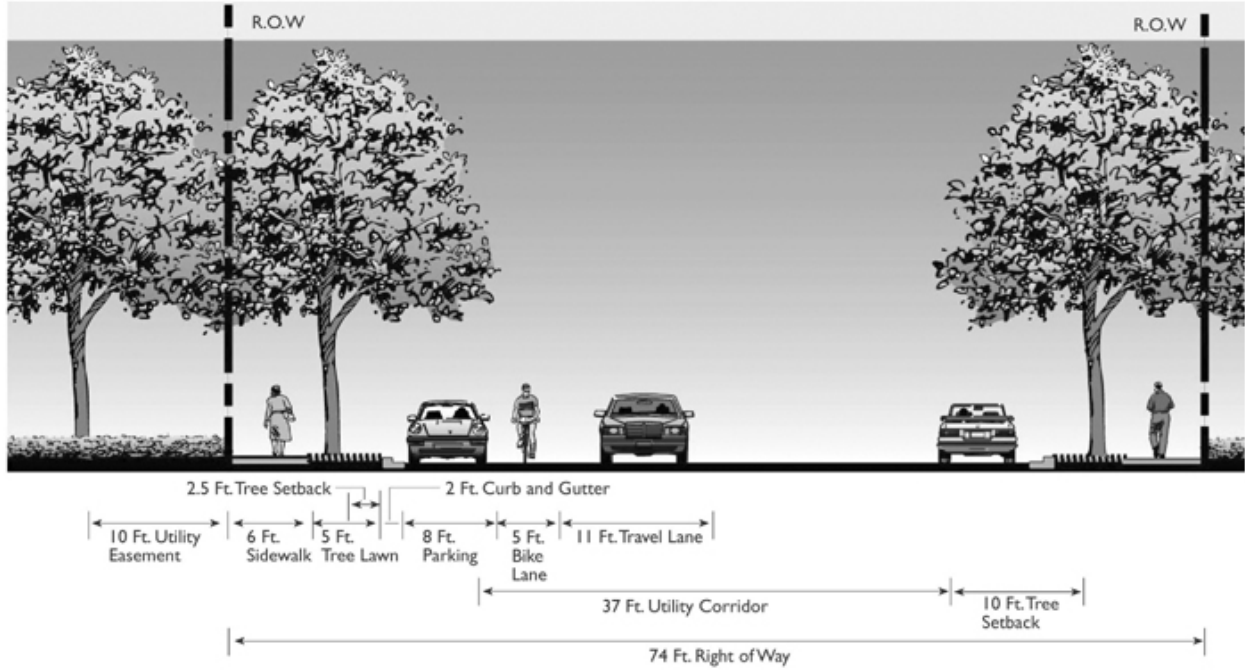 R.O.W
R.O.W
2.5 Ft. Tree Setback
2 Ft. Curb and Gutter
10 Ft. Utility
Easement
6 Ft.
Sidewalk
5 Ft.
Tree Lawn
8 Ft.
Parking
5 Ft.
Bike
Lane
11 Ft. Travel Lane
37 Ft. Utility Corridor
10 Ft. Tree
Setback
74 Ft. Right of Way